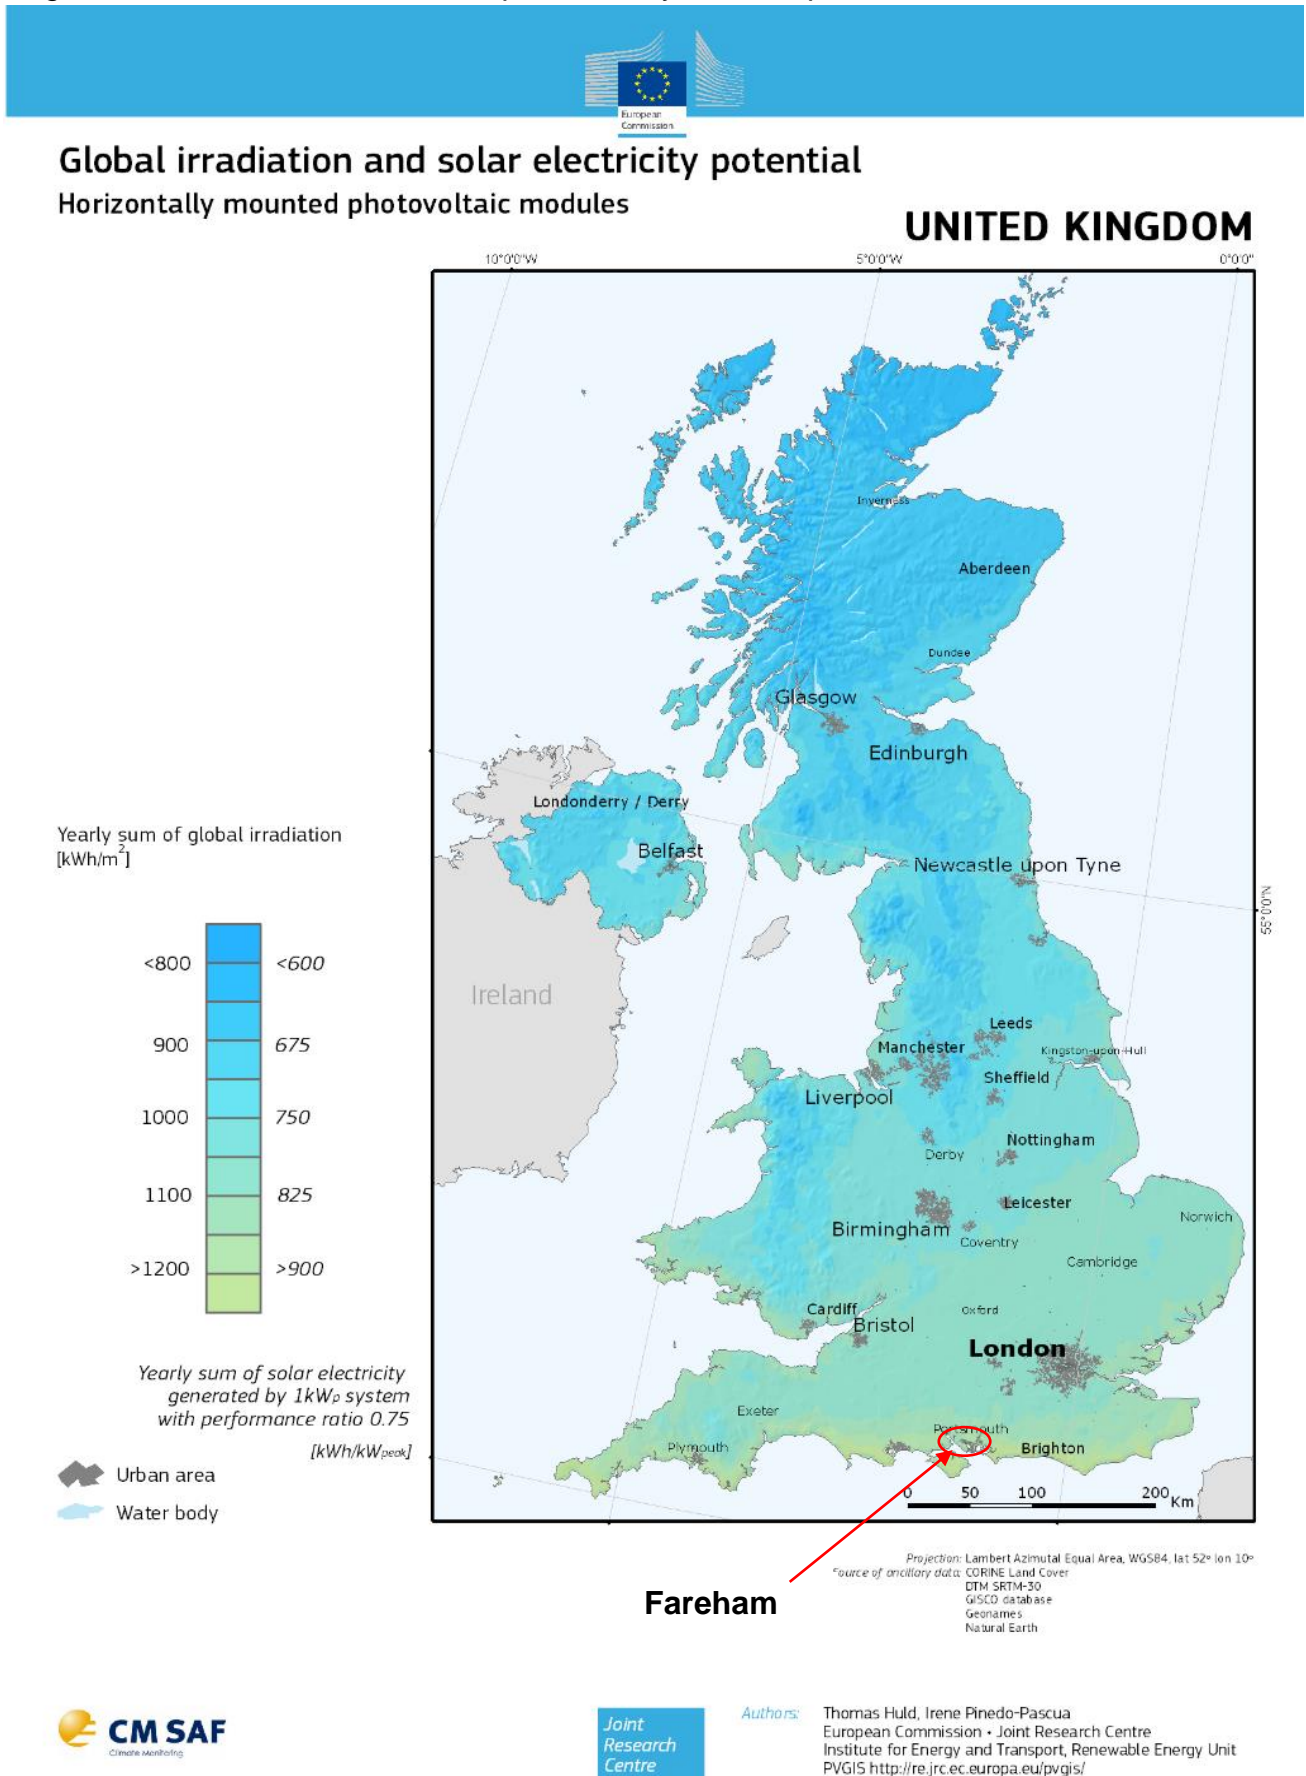 European
Commission
Global irradiation and solar electricity potential
Horizontally mounted photovoltaic modules
UNITED KINGDOM
10°0'0"W
5°0'0"W
0°0'0"
Inverness
Aberdeen
Dundee
Glasgow
Edinburgh
Londonderry / Derry
Belfast
Newcastle upon Tyne
55°0'0"N
Ireland
Leeds
Manchester
Kingston-upon-Hull
Sheffield
Liverpool
Nottingham
Derby
Leicester
Norwich
Birmingham
Coventry
Cambridge
Cardiff
Oxford
Bristol
London
Exeter
Portsmouth
Plymouth
Brighton
0 50 100 200 Km
Yearly sum of global irradiation
[kWh/m2]
<800 <600
900 675
1000 750
1100 825
>1200 >900
Yearly sum of solar electricity
generated by 1kWp system
with performance ratio 0.75
[kWh/kWpeak]
Urban area
Water body
Fareham
Projection: Lambert Azimutal Equal Area, WGS84, lat 52º lon 10º
Source of ancillary data: CORINE Land Cover
DTM SRTM-30
GISCO database
Geonames
Natural Earth
CM SAF
Climate Monitoring
Joint
Research
Centre
Authors: Thomas Huld, Irene Pinedo-Pascua
European Commission • Joint Research Centre
Institute for Energy and Transport, Renewable Energy Unit
PVGIS http://re.jrc.ec.europa.eu/pvgis/